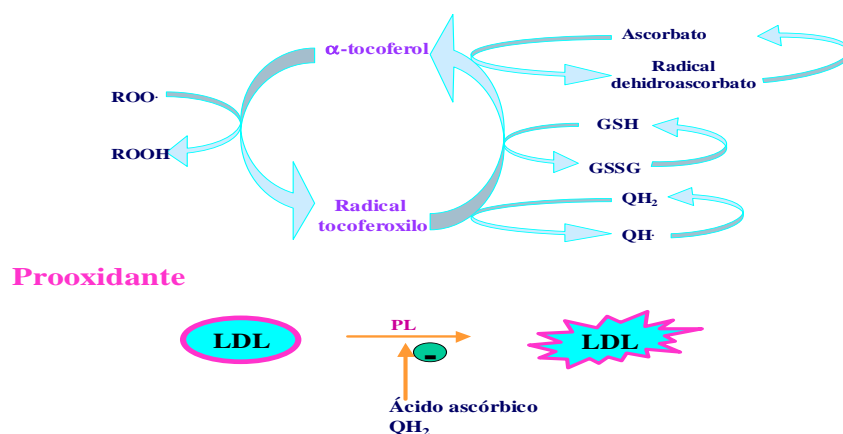 α-tocoferol
Ascorbato
Radical
dehidroascorbato
ROO·
ROOH
GSH
GSSG
Radical
tocoferoxilo
QH₂
QH·
Prooxidante
LDL
PL
-
LDL
Ácido ascórbico
QH₂